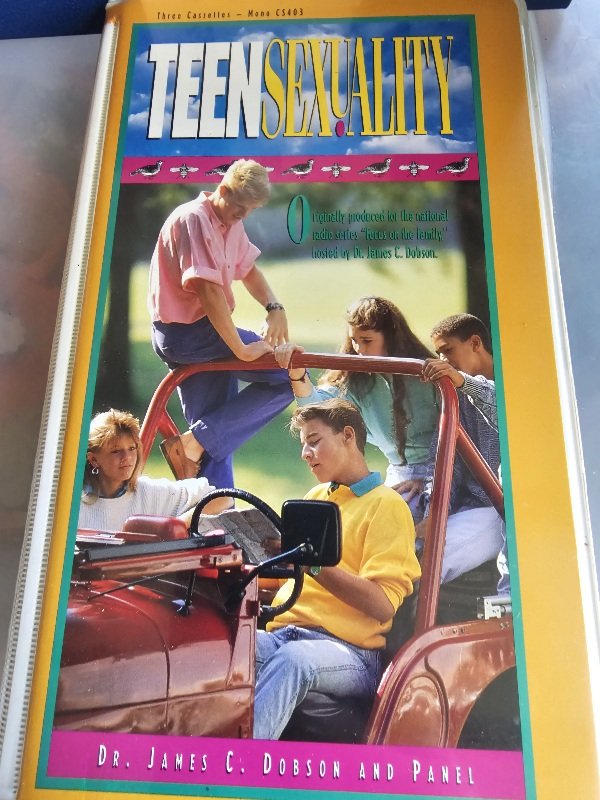 Three Cassettes – Mono CS403
TEENSEXUALITY
Originally produced for the national
radio series "Focus on the Family,"
hosted by Dr. James C. Dobson.
DR. JAMES C. DOBSON AND PANEL